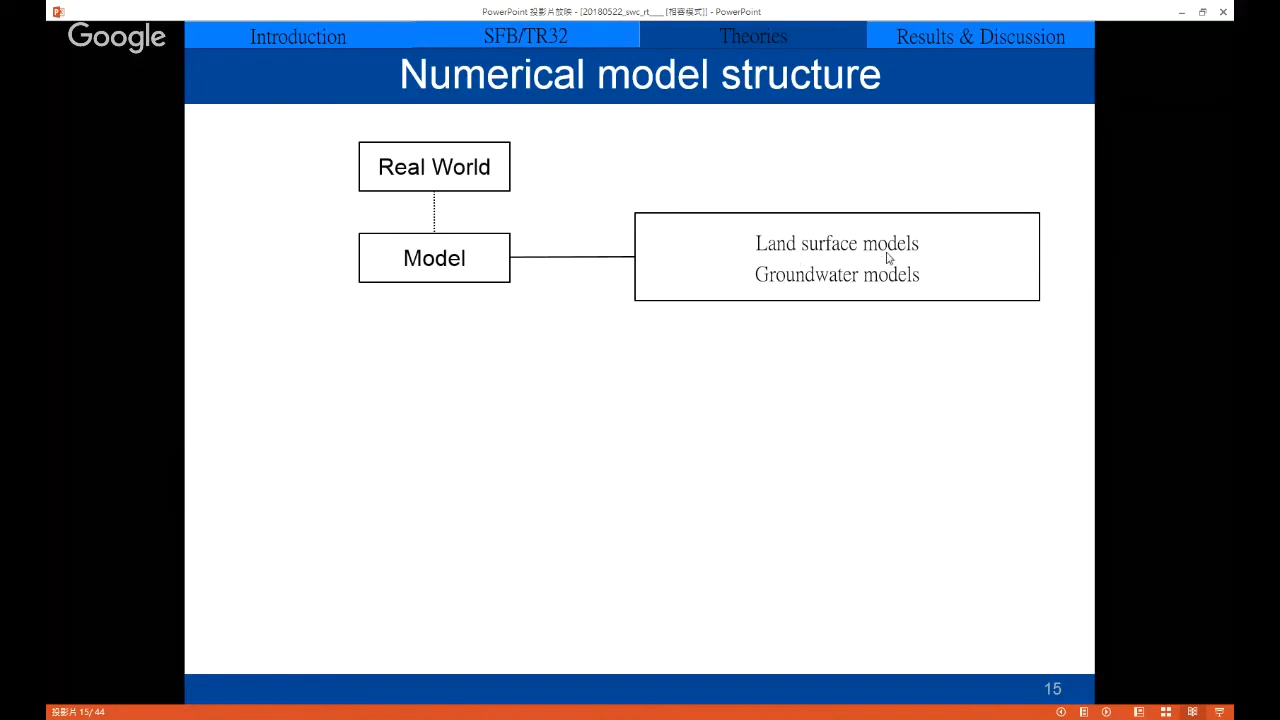 PowerPoint 投影片放映 - [20180522_swc_rt___ [相容模式]] - PowerPoint
Google
Introduction
SFB/TR32
Theories
Results & Discussion
Numerical model structure
Real World
Model
Land surface models
Groundwater models
15
投影片 15/ 44